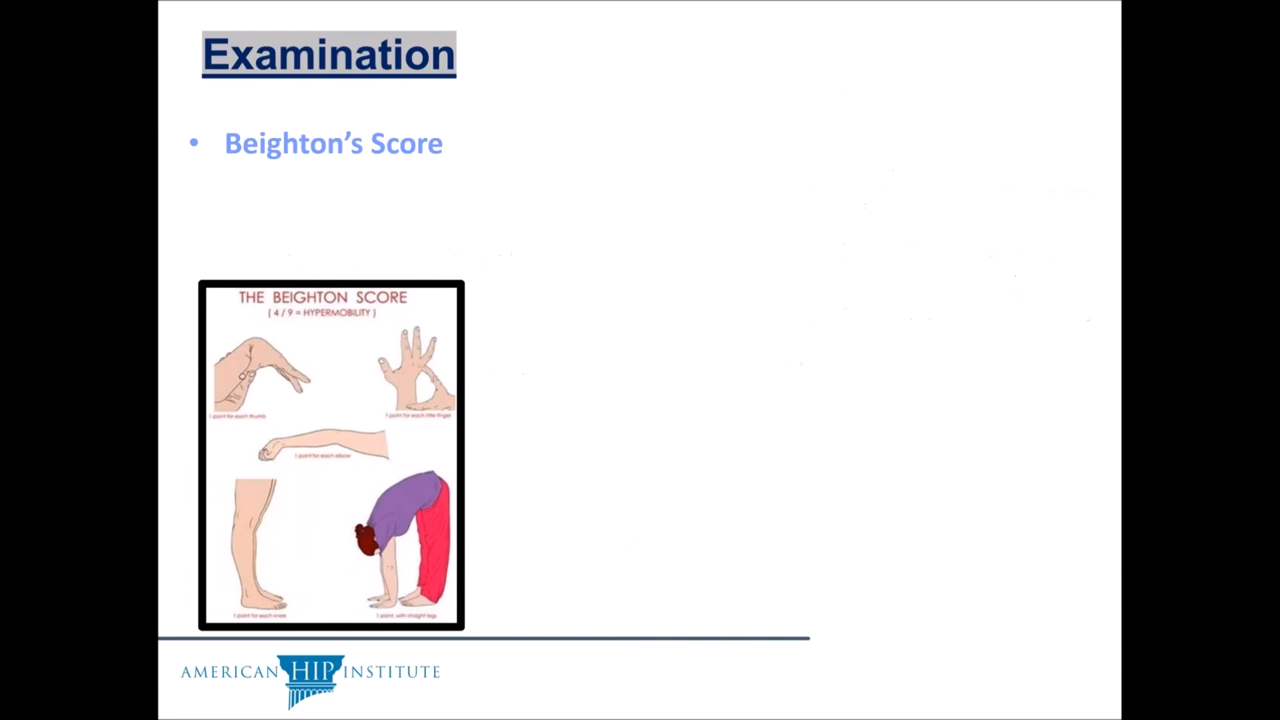 Examination
• Beighton’s Score
THE BEIGHTON SCORE
( 4 / 9 = HYPERMOBILITY )
1 point for each thumb
1 point for each little finger
1 point for each elbow
1 point for each knee
1 point, with straight legs
AMERICAN HIP INSTITUTE